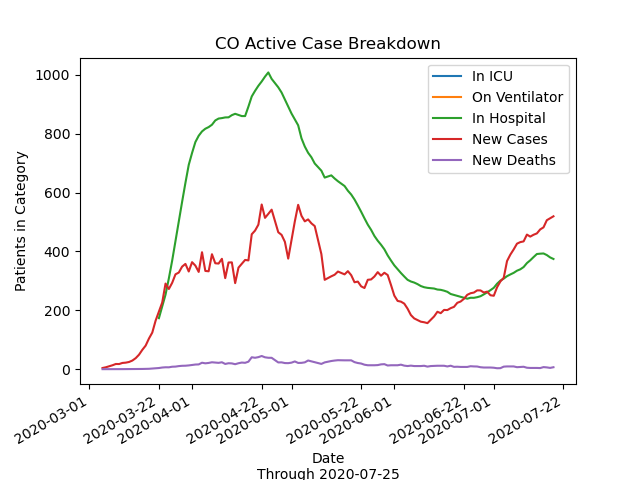 CO Active Case Breakdown
Patients in Category
1000
800
600
400
200
0
In ICU
On Ventilator
In Hospital
New Cases
New Deaths
2020-03-01
2020-03-22
2020-04-01
2020-04-22
2020-05-01
2020-05-22
2020-06-01
2020-06-22
2020-07-01
2020-07-22
Date
Through 2020-07-25